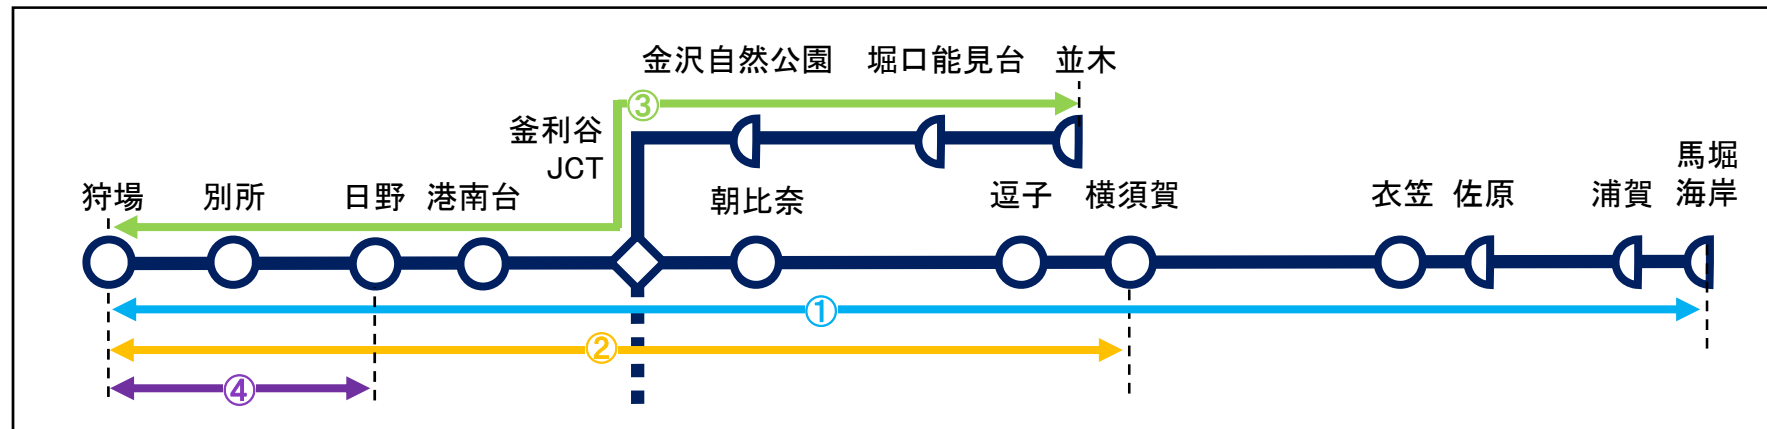 金沢自然公園 堀口能見台 並木
③
釜利谷
JCT
馬堀
海岸
狩場 別所 日野 港南台 朝比奈 逗子 横須賀 衣笠 佐原 浦賀
①
②
④